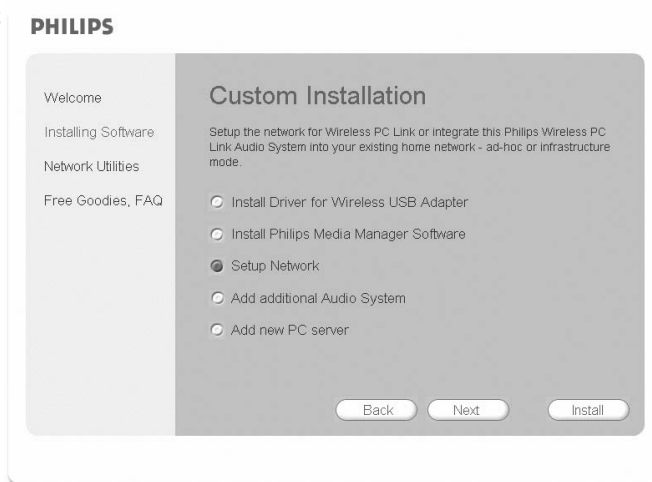 PHILIPS
Welcome
Installing Software
Network Utilities
Free Goodies, FAQ
Custom Installation
Setup the network for Wireless PC Link or integrate this Philips Wireless PC
Link Audio System into your existing home network - ad-hoc or infrastructure
mode.
Install Driver for Wireless USB Adapter
Install Philips Media Manager Software
Setup Network
Add additional Audio System
Add new PC server
Back
Next
Install